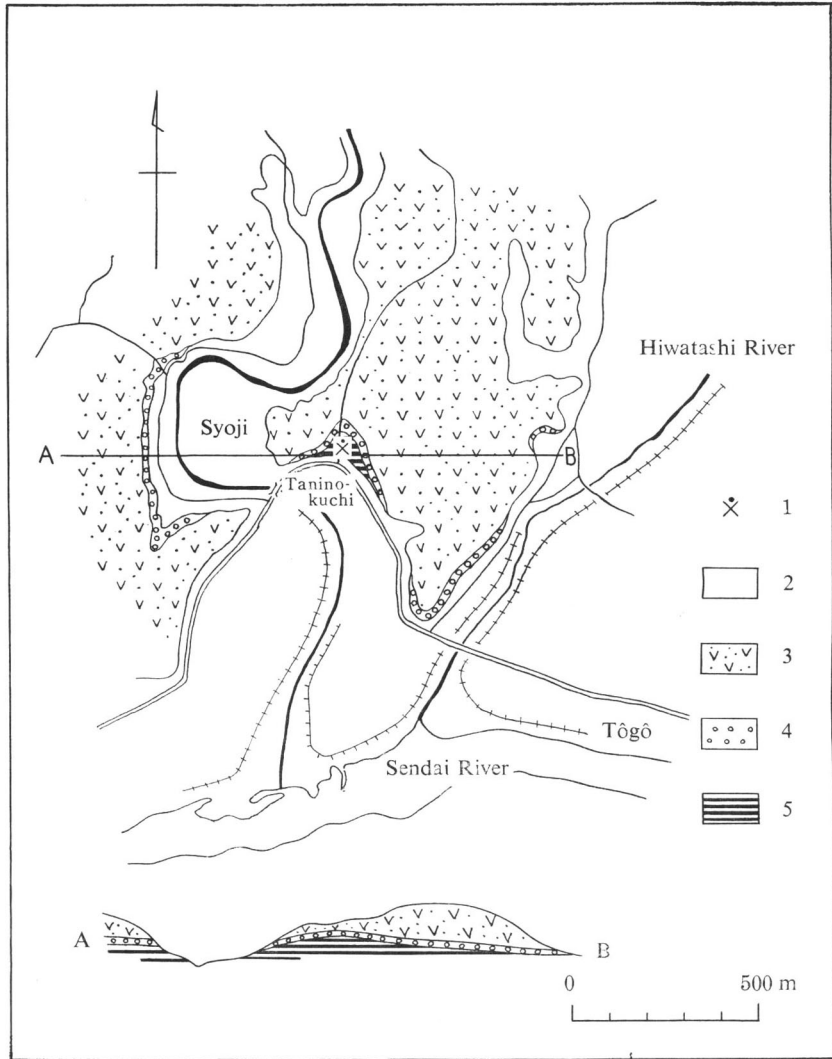 Hiwatashi River
Syoji
A
B
Tanino-
kuchi
1
2
3
4
5
Tôgô
Sendai River
A
B
0 500 m